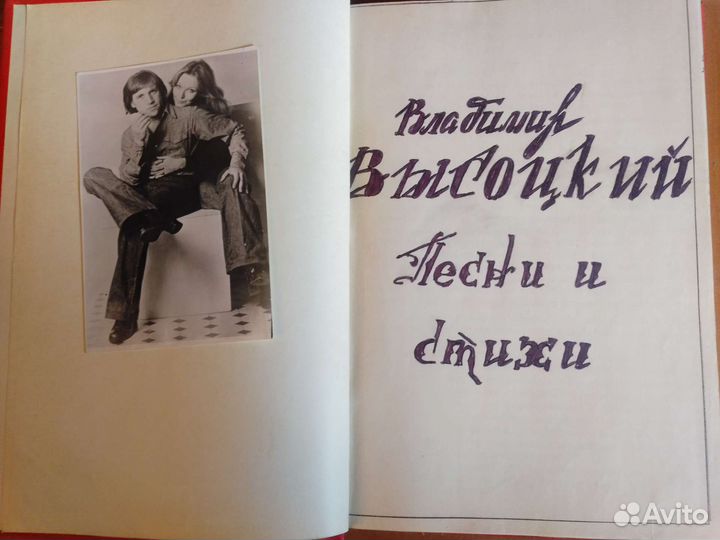 Владимир
Высоцкий
Песни и
стихи
Avito